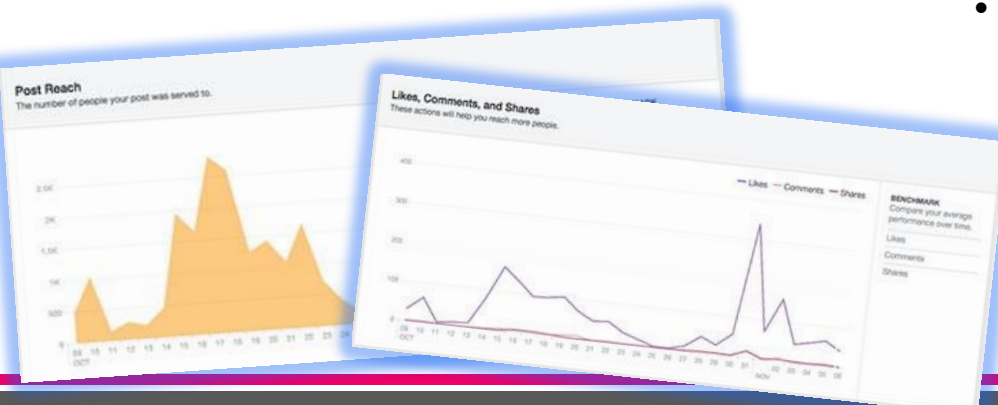 Post Reach
The number of people your post was served to.
2.5K
2K
1.5K
1K
500
0
09 10 11 12 13 14 15 16 17 18 19 20 21 22 23
OCT
Likes, Comments, and Shares
These actions will help you reach more people.
Likes Comments Shares
400
300
200
100
0
09 10 11 12 13 14 15 16 17 18 19 20 21 22 23 24 25 26 27 28 29 30 31 02 03 04 05 06
OCT NOV
BENCHMARK
Compare your average
performance over time.
Likes
Comments
Shares